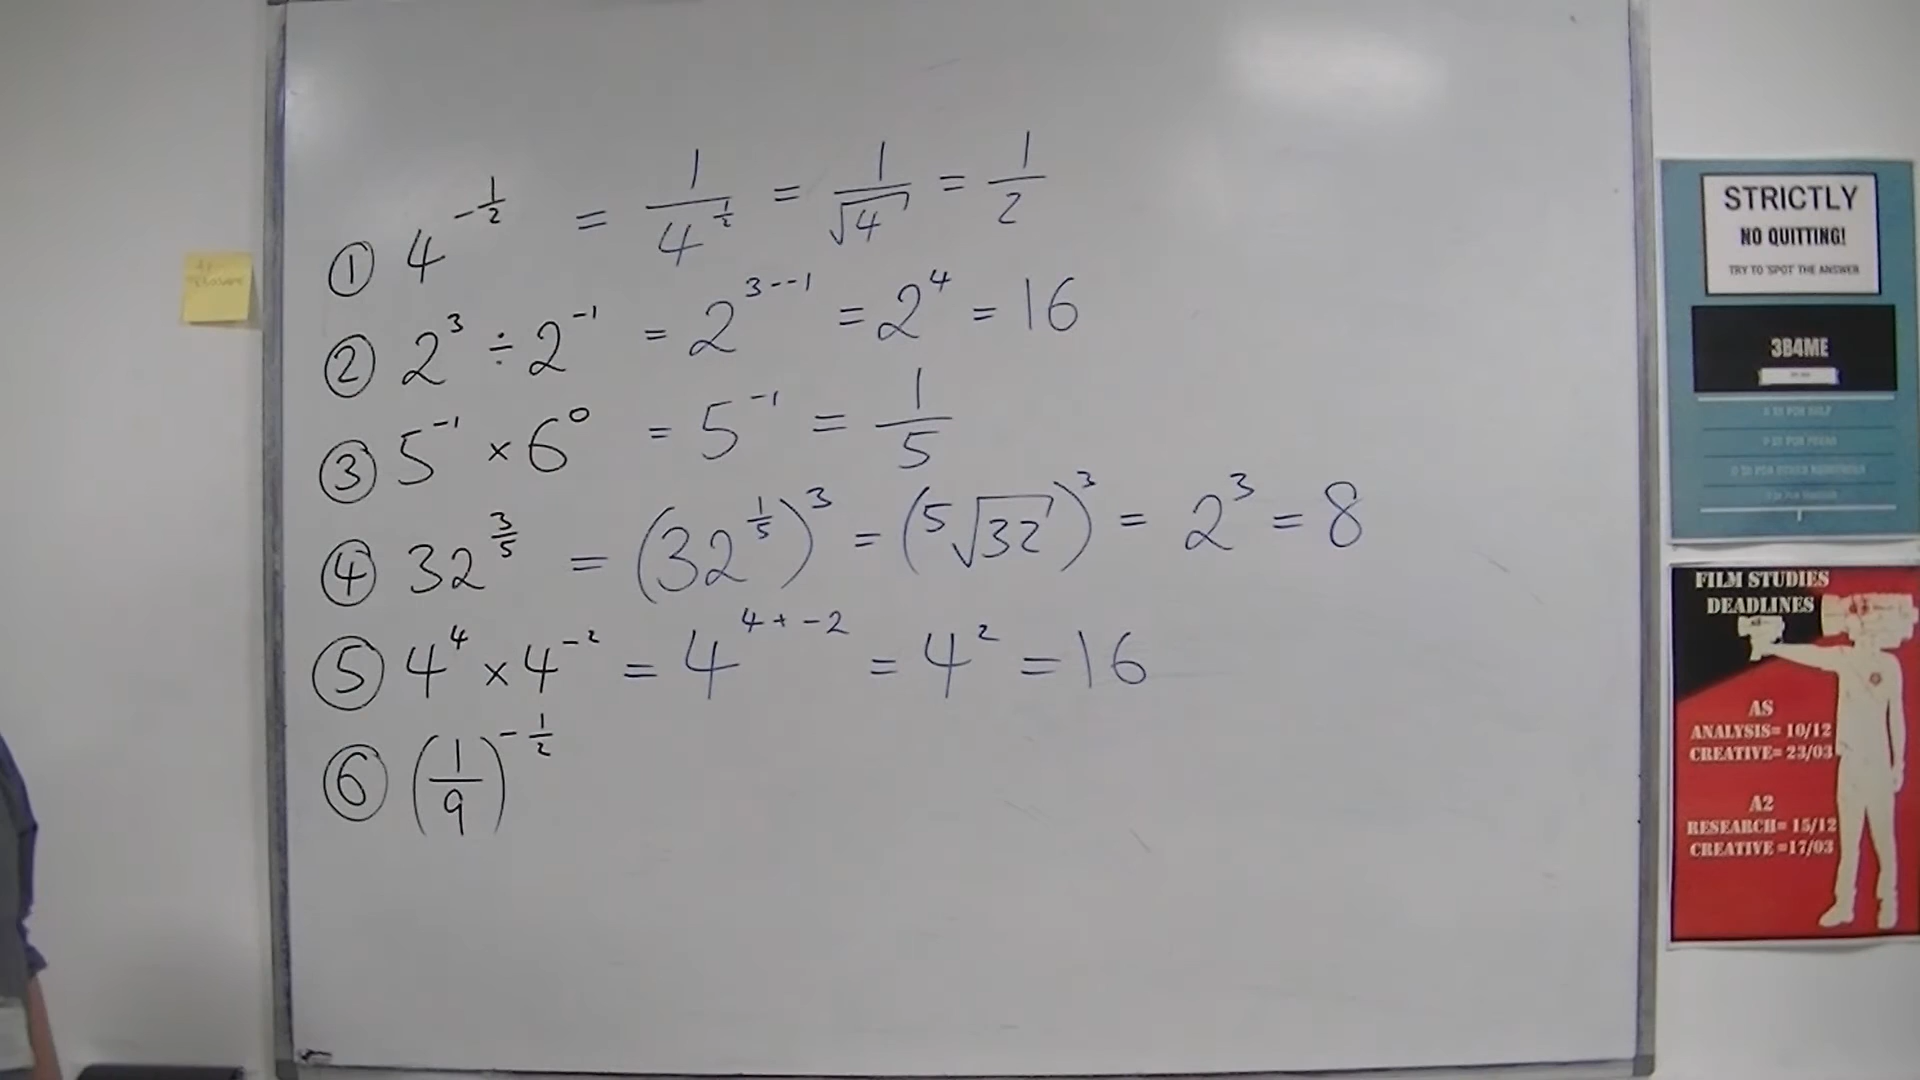 ① 4^(-1/2) = 1/4^(1/2) = 1/√4 = 1/2
② 2^3 ÷ 2^-1 = 2^(3--1) = 2^4 = 16
③ 5^-1 × 6^0 = 5^-1 = 1/5
④ 32^(3/5) = (32^(1/5))^3 = (5√32)^3 = 2^3 = 8
⑤ 4^4 × 4^-2 = 4^(4+-2) = 4^2 = 16
⑥ (1/9)^(-1/2)
STRICTLY
NO QUITTING!
TRY TO 'SPOT' THE ANSWER
3B4ME
FILM STUDIES
DEADLINES
AS
ANALYSIS= 10/12
CREATIVE= 23/03
A2
RESEARCH= 15/12
CREATIVE =17/03